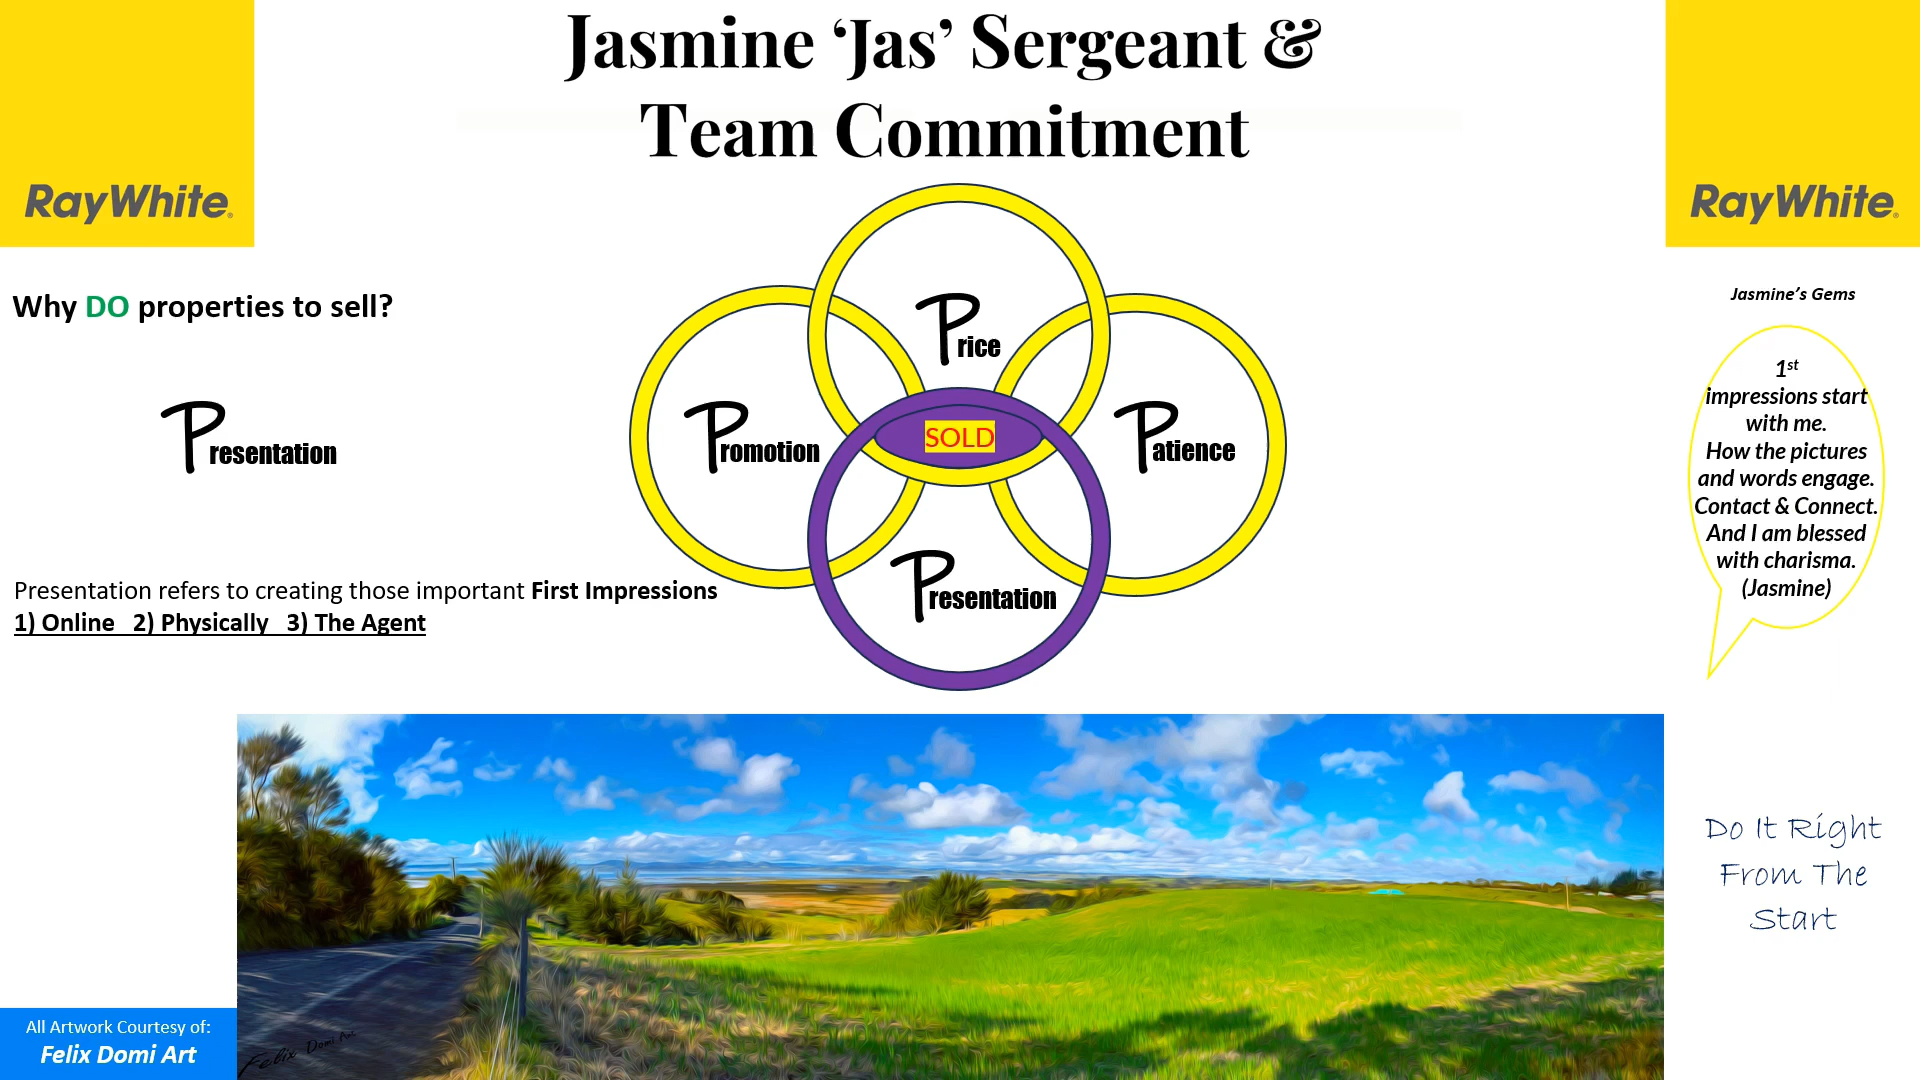 Jasmine ‘Jas’ Sergeant &
Team Commitment
RayWhite®
RayWhite®
Why DO properties to sell?
Presentation
Presentation refers to creating those important First Impressions
1) Online 2) Physically 3) The Agent
Price
Promotion
SOLD
Patience
Presentation
Jasmine’s Gems
1st
impressions start
with me.
How the pictures
and words engage.
Contact & Connect.
And I am blessed
with charisma.
(Jasmine)
Do It Right
From The
Start
All Artwork Courtesy of:
Felix Domi Art
Felix Domi Art